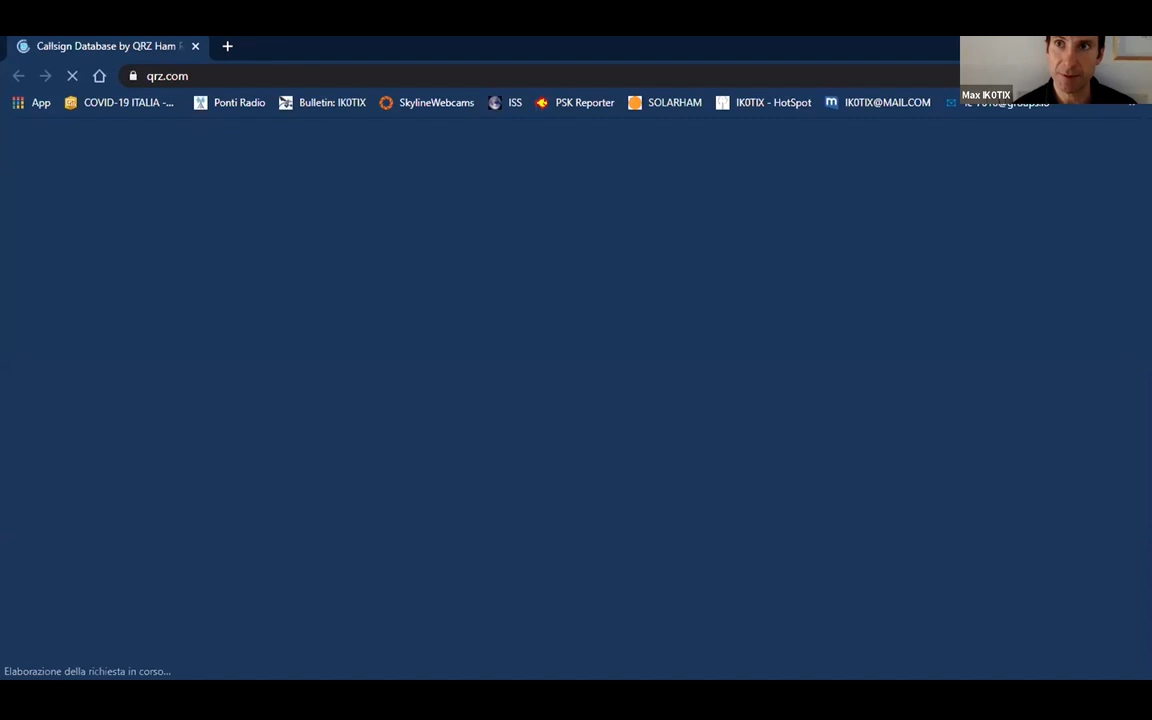 Callsign Database by QRZ Ham
qrz.com
App COVID-19 ITALIA -... Ponti Radio Bulletin: IK0TIX SkylineWebcams ISS PSK Reporter SOLARHAM IK0TIX - HotSpot IK0TIX@MAIL.COM
Max IK0TIX
Elaborazione della richiesta in corso...